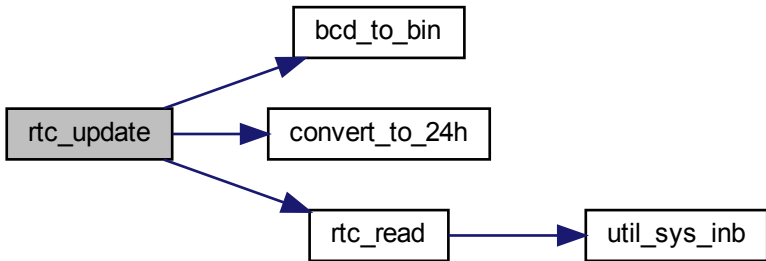 bcd_to_bin
rtc_update
convert_to_24h
rtc_read
util_sys_inb